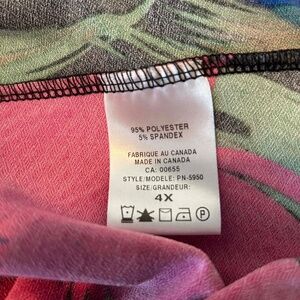 95% POLYESTER
5% SPANDEX
FABRIQUE AU CANADA
MADE IN CANADA
CA: 00655
STYLE/MODELE: PN-5950
SIZE/GRANDEUR:
4X
P